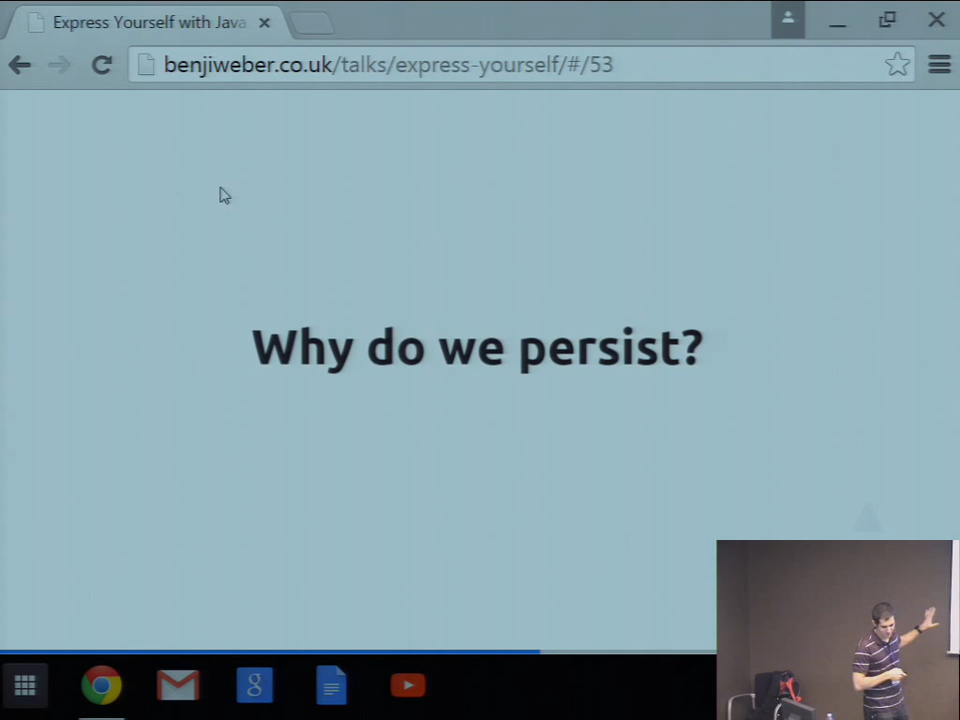 Express Yourself with Java
benjiweber.co.uk/talks/express-yourself/#/53
Why do we persist?